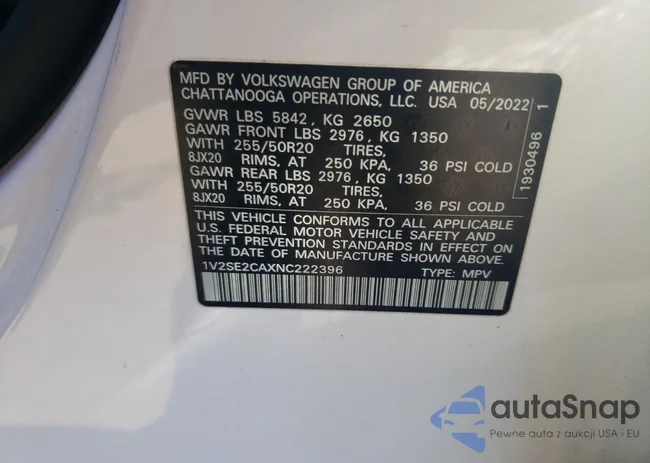 MFD BY VOLKSWAGEN GROUP OF AMERICA
CHATTANOOGA OPERATIONS, LLC. USA 05/2022
GVWR LBS 5842 , KG 2650
GAWR FRONT LBS 2976 , KG 1350
WITH 255/50R20 TIRES,
8JX20 RIMS, AT 250 KPA, 36 PSI COLD
GAWR REAR LBS 2976 , KG 1350
WITH 255/50R20 TIRES,
8JX20 RIMS, AT 250 KPA, 36 PSI COLD
THIS VEHICLE CONFORMS TO ALL APPLICABLE
U.S. FEDERAL MOTOR VEHICLE SAFETY AND
THEFT PREVENTION STANDARDS IN EFFECT ON
THE DATE OF MANUFACTURE SHOWN ABOVE.
1V2SE2CAXNC222396 TYPE: MPV
1930496 1
autaSnap
Pewne auta z aukcji USA i EU